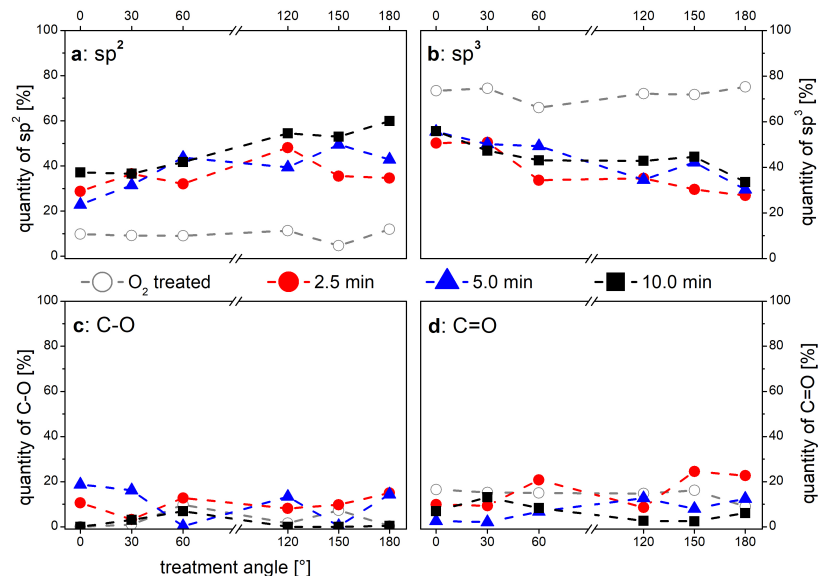 0 30 60 120 150 180 0 30 60 120 150 180
100 100
a: sp² b: sp³
80 80
60 60
40 40
20 20
0 0
quantity of sp² [%]
quantity of sp³ [%]
O₂ treated 2.5 min 5.0 min 10.0 min
100 100
c: C-O d: C=O
80 80
60 60
40 40
20 20
0 0
quantity of C-O [%]
quantity of C=O [%]
0 30 60 120 150 180 0 30 60 120 150 180
treatment angle [°]